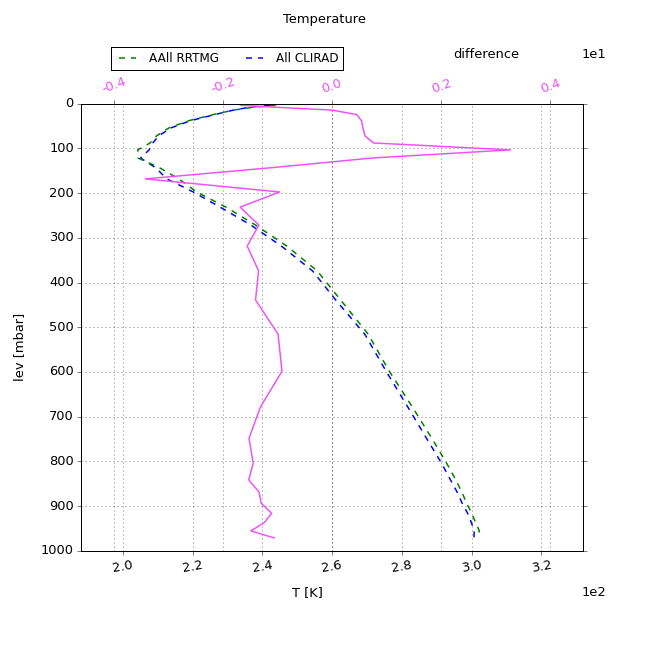 Temperature
AAll RRTMG
All CLIRAD
difference
1e1
-0.4
-0.2
0.0
0.2
0.4
0
100
200
300
400
500
600
700
800
900
1000
lev [mbar]
2.0
2.2
2.4
2.6
2.8
3.0
3.2
T [K]
1e2